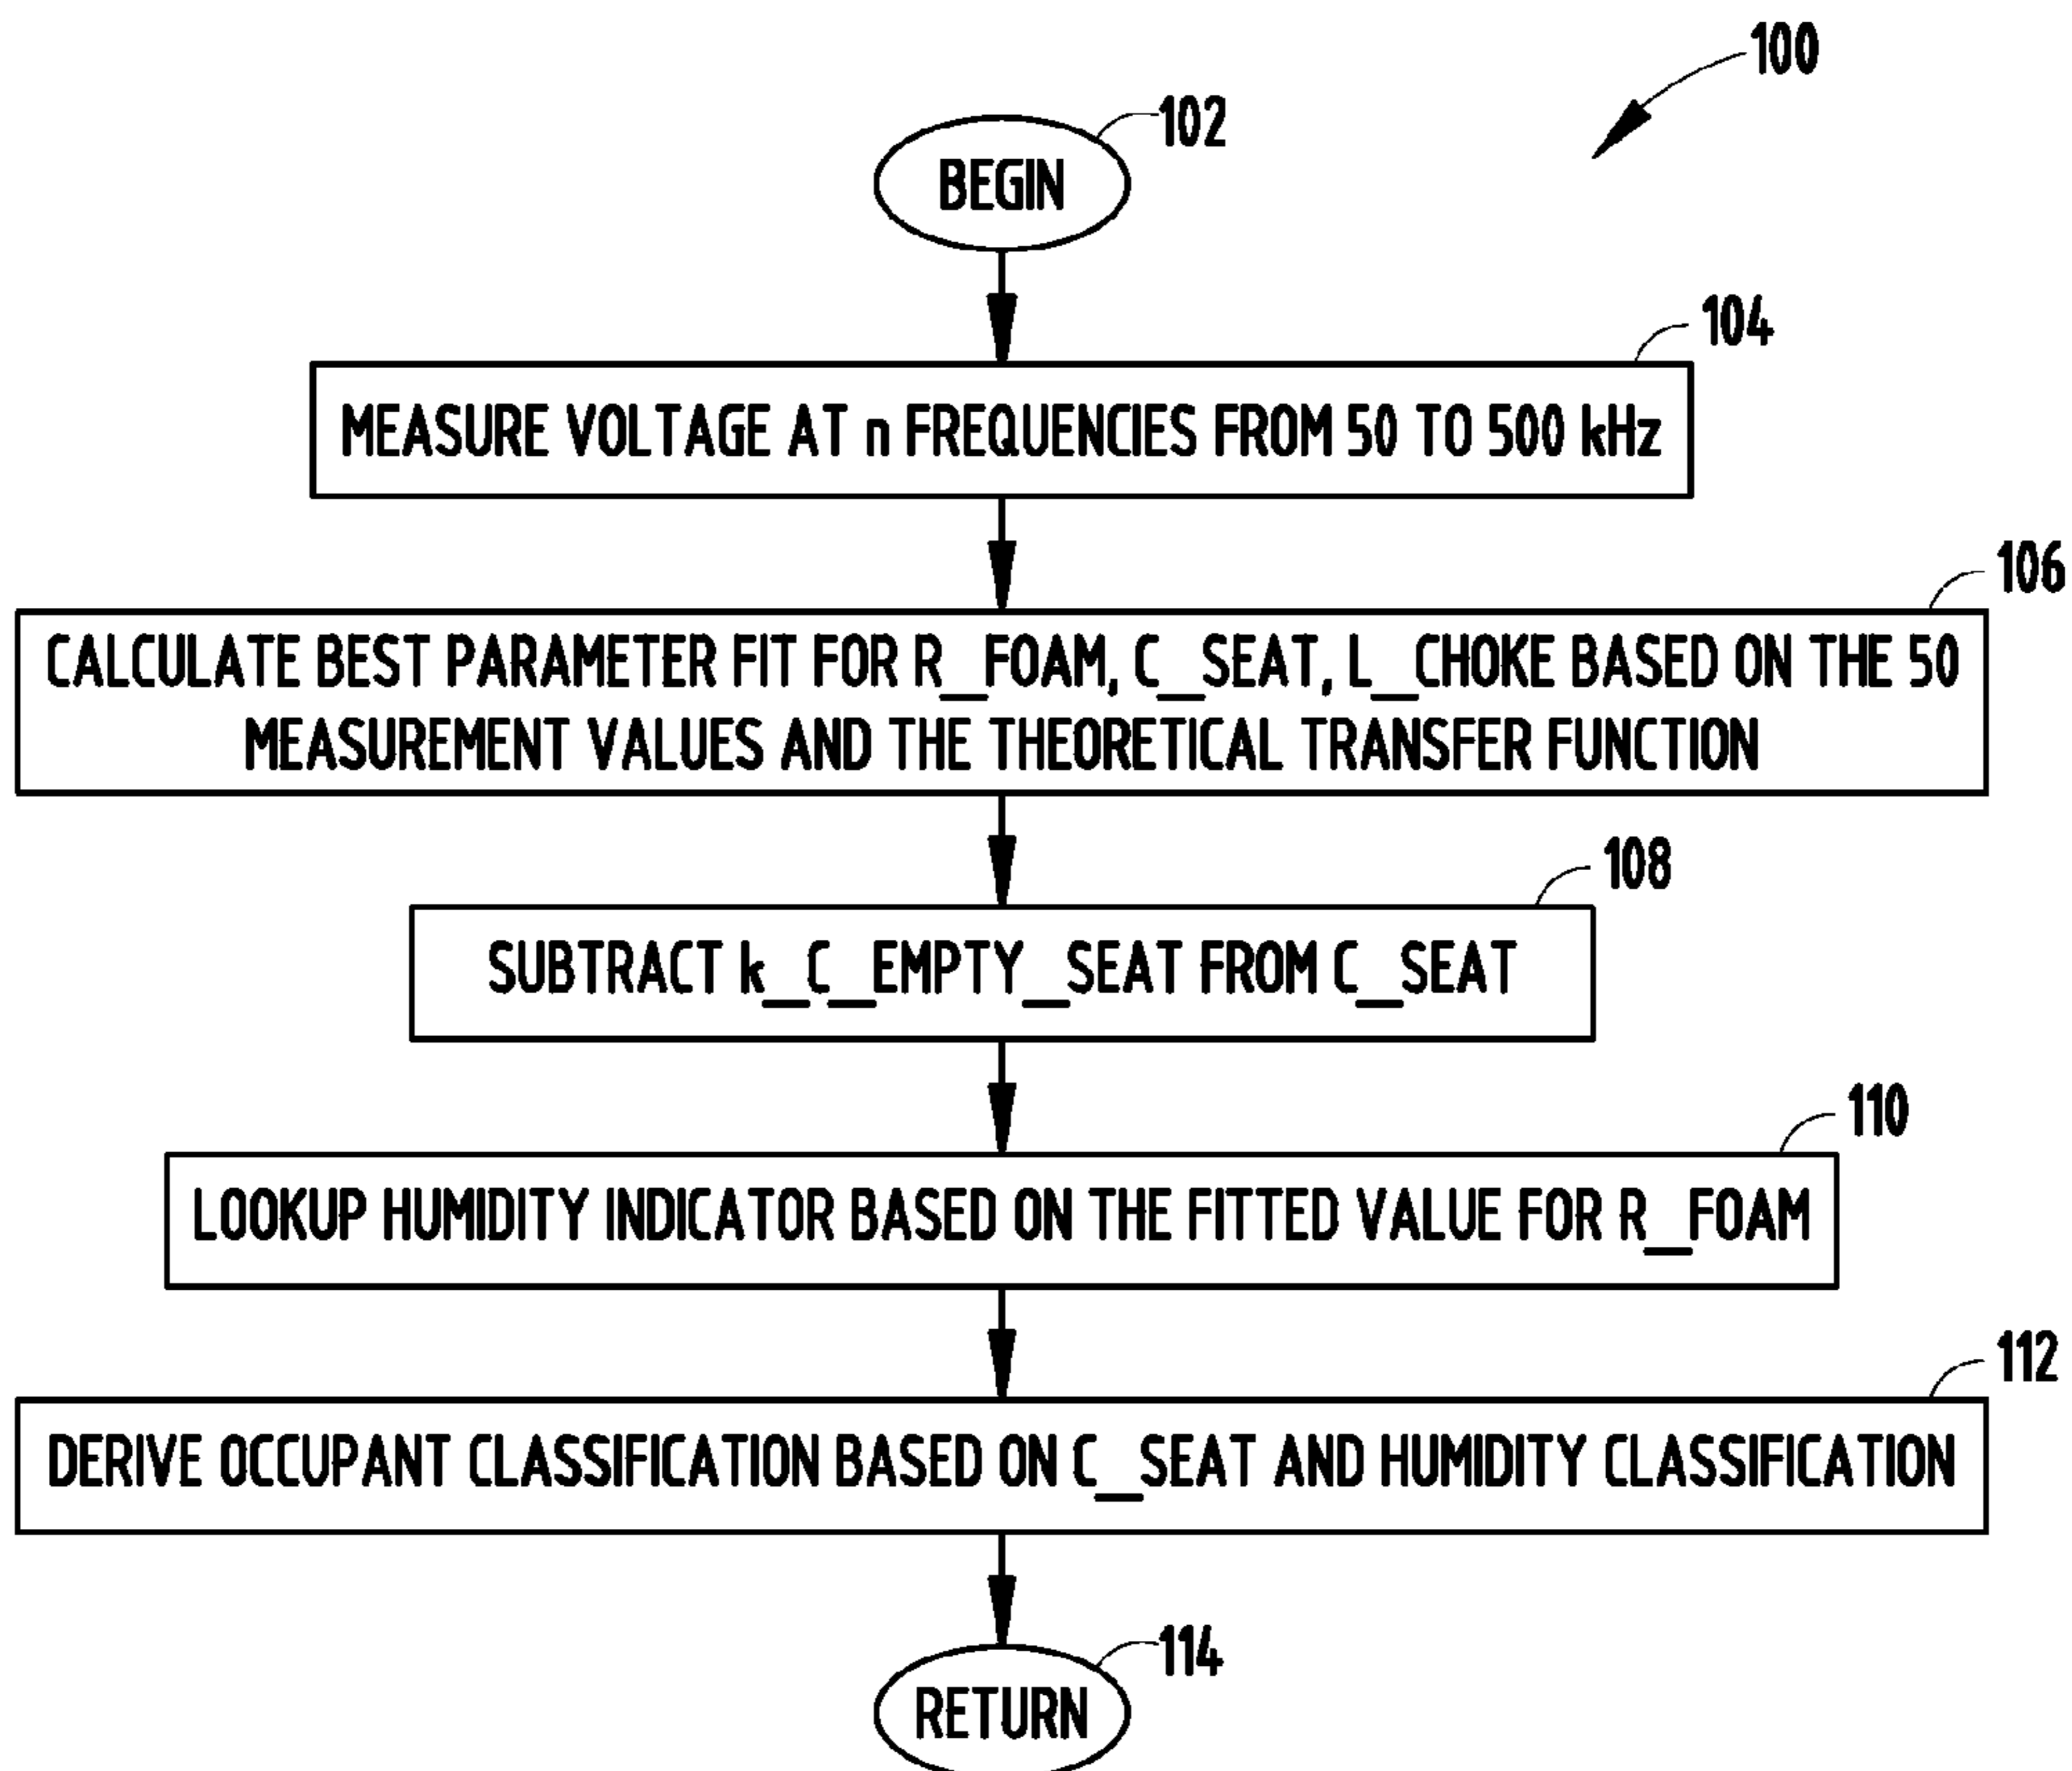 100
102
BEGIN
104
MEASURE VOLTAGE AT n FREQUENCIES FROM 50 TO 500 kHz
106
CALCULATE BEST PARAMETER FIT FOR R_FOAM, C_SEAT, L_CHOKE BASED ON THE 50
MEASUREMENT VALUES AND THE THEORETICAL TRANSFER FUNCTION
108
SUBTRACT k_C_EMPTY_SEAT FROM C_SEAT
110
LOOKUP HUMIDITY INDICATOR BASED ON THE FITTED VALUE FOR R_FOAM
112
DERIVE OCCUPANT CLASSIFICATION BASED ON C_SEAT AND HUMIDITY CLASSIFICATION
114
RETURN